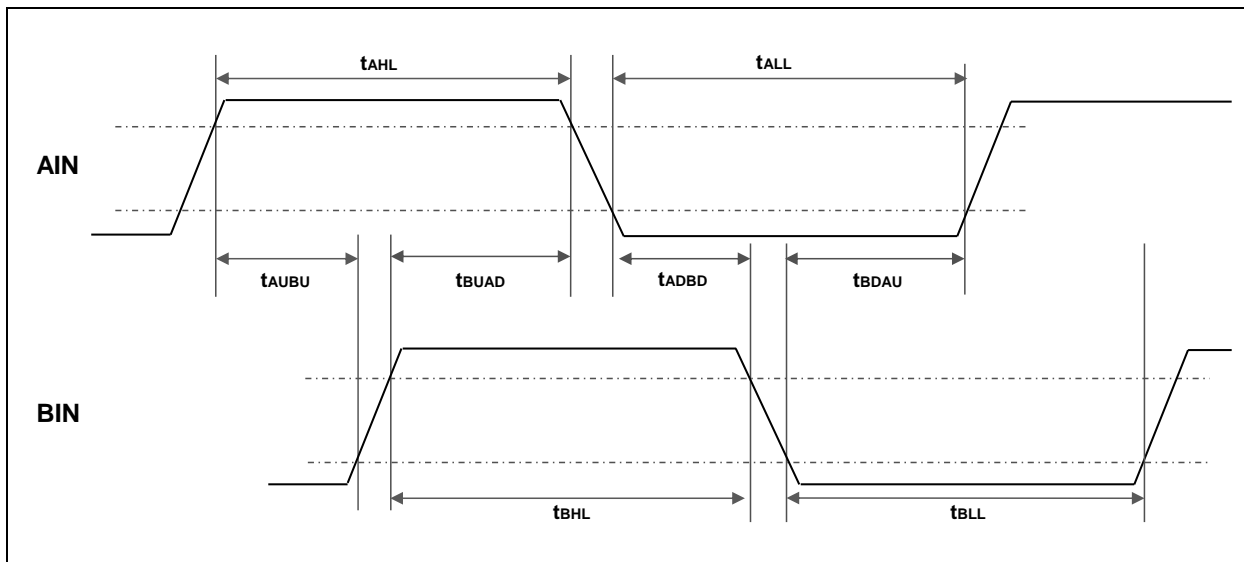 tAHL
tALL
AIN
tAUBU
tBUAD
tADBD
tBDAU
BIN
tBHL
tBLL